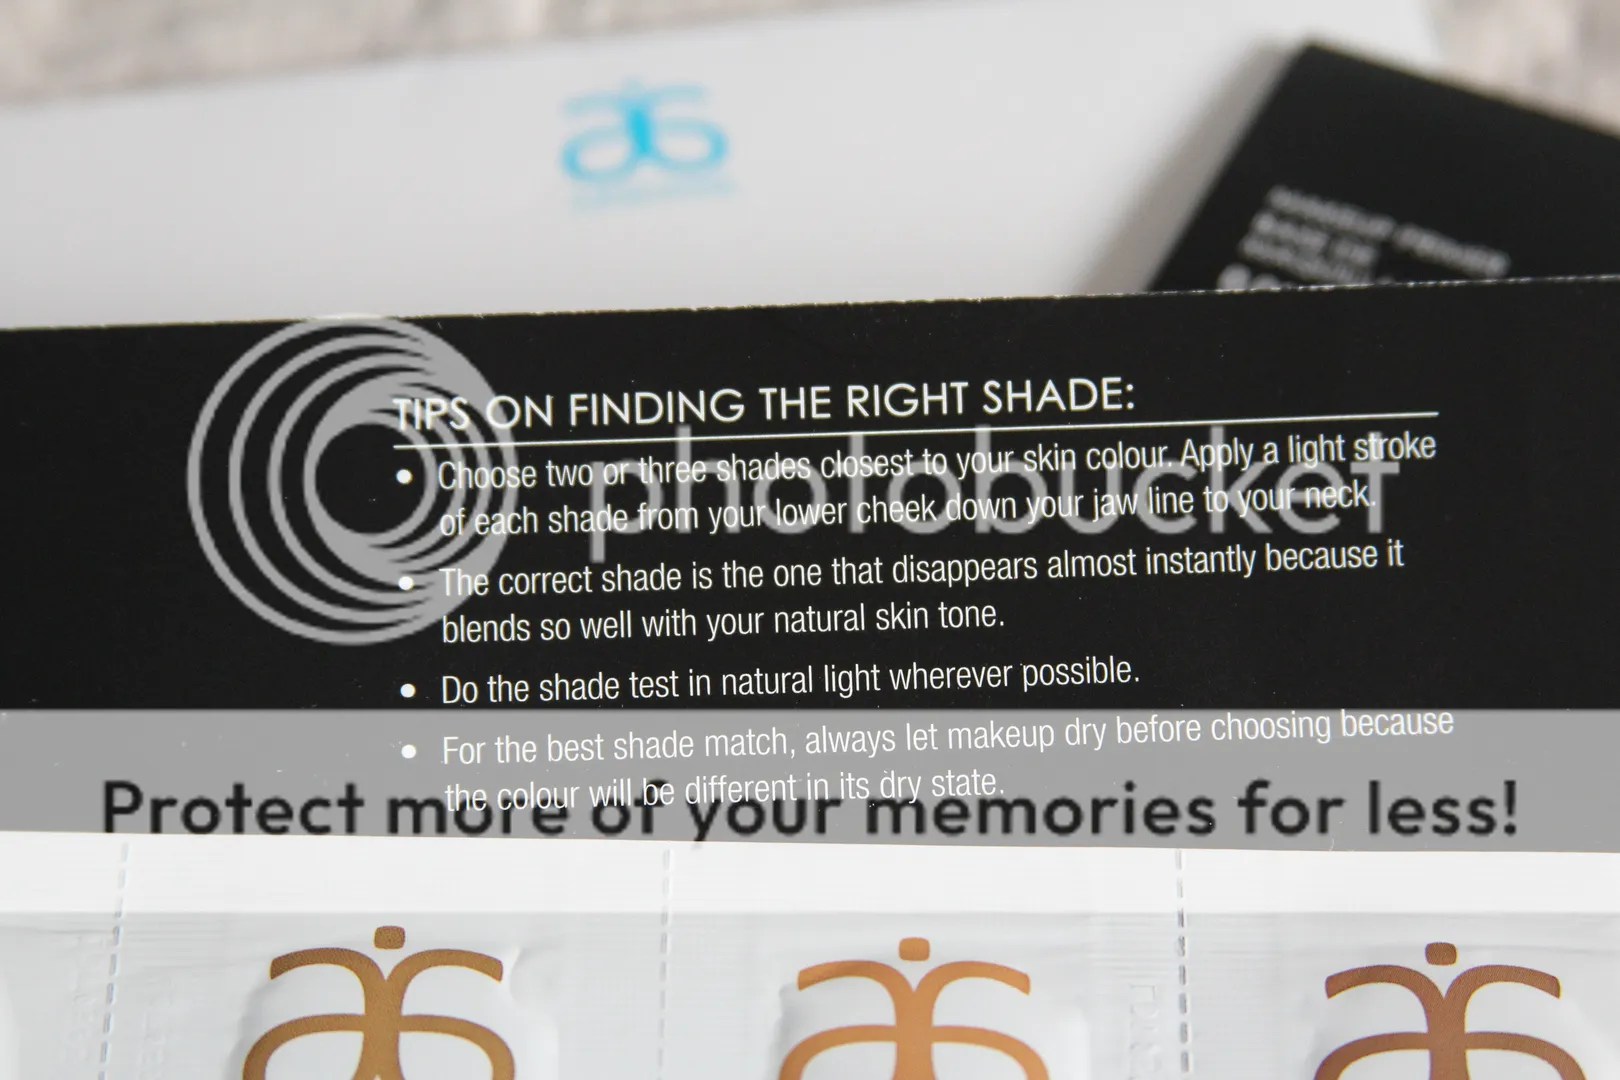 MAKEUP PRIMER
TIPS ON FINDING THE RIGHT SHADE:
• Choose two or three shades closest to your skin colour. Apply a light stroke
of each shade from your lower cheek down your jaw line to your neck.
photobucket
• The correct shade is the one that disappears almost instantly because it
blends so well with your natural skin tone.
• Do the shade test in natural light wherever possible.
• For the best shade match, always let makeup dry before choosing because
the colour will be different in its dry state.
Protect more of your memories for less!